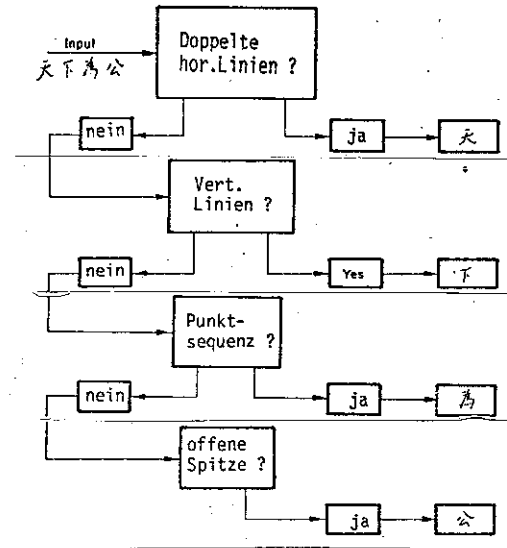 Input
天下為公
Doppelte
hor.Linien ?
nein
ja
天
Vert.
Linien ?
nein
Yes
下
Punkt-
sequenz ?
nein
ja
為
offene
Spitze ?
ja
公